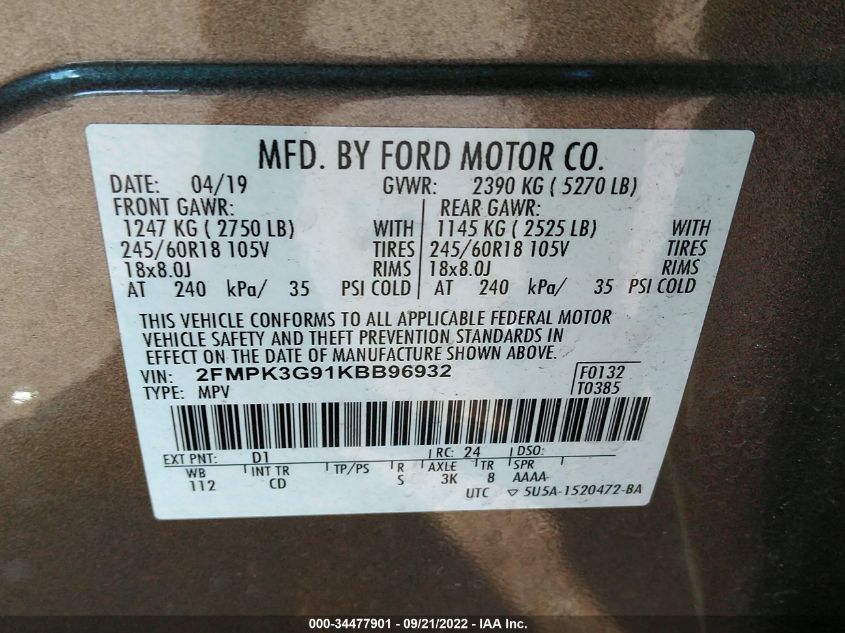 MFD. BY FORD MOTOR CO.
DATE: 04/19 GVWR: 2390 KG ( 5270 LB)
FRONT GAWR: REAR GAWR:
1247 KG ( 2750 LB) WITH 1145 KG ( 2525 LB) WITH
245/60R18 105V TIRES 245/60R18 105V TIRES
18x8.0J RIMS 18x8.0J RIMS
AT 240 kPa/ 35 PSI COLD AT 240 kPa/ 35 PSI COLD
THIS VEHICLE CONFORMS TO ALL APPLICABLE FEDERAL MOTOR
VEHICLE SAFETY AND THEFT PREVENTION STANDARDS IN
EFFECT ON THE DATE OF MANUFACTURE SHOWN ABOVE.
VIN: 2FMPK3G91KBB96932 F0132
TYPE: MPV T0385
EXT PNT: D1 RC: 24 DSO:
WB INT TR TP/PS R AXLE TR SPR
112 CD S 3K 8 AAAA
UTC ▽ 5U5A-1520472-BA
000-34477901 - 09/21/2022 - IAA Inc.